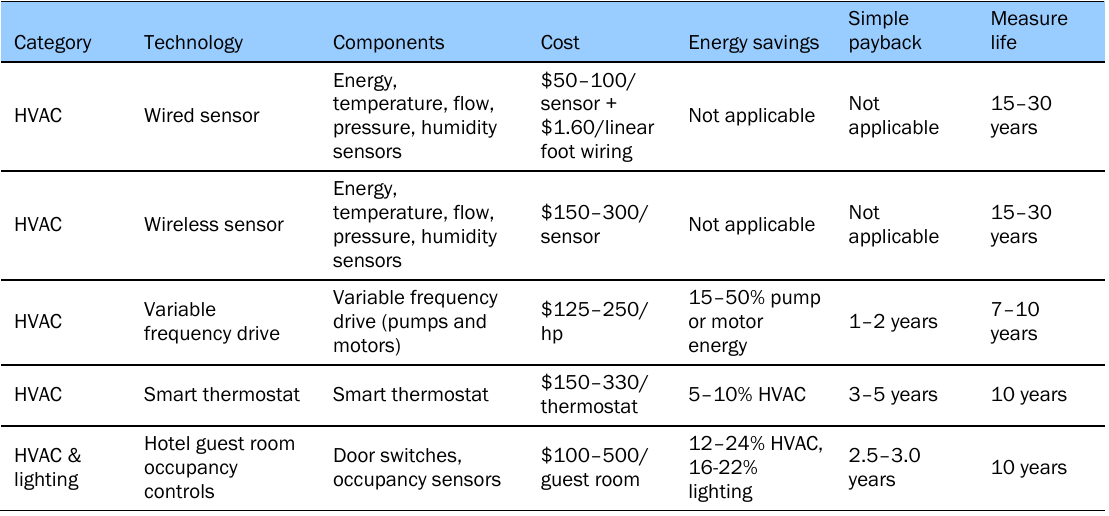 Category Technology Components Cost Energy savings Simple payback Measure life
HVAC Wired sensor Energy, temperature, flow, pressure, humidity sensors $50–100/ sensor + $1.60/linear foot wiring Not applicable Not applicable 15–30 years
HVAC Wireless sensor Energy, temperature, flow, pressure, humidity sensors $150–300/ sensor Not applicable Not applicable 15–30 years
HVAC Variable frequency drive Variable frequency drive (pumps and motors) $125–250/ hp 15–50% pump or motor energy 1–2 years 7–10 years
HVAC Smart thermostat Smart thermostat $150–330/ thermostat 5–10% HVAC 3–5 years 10 years
HVAC & lighting Hotel guest room occupancy controls Door switches, occupancy sensors $100–500/ guest room 12–24% HVAC, 16-22% lighting 2.5–3.0 years 10 years